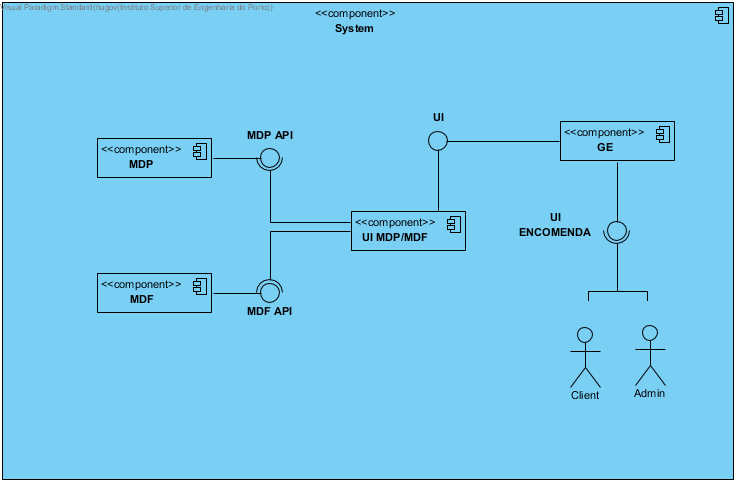 Visual Paradigm Standard(hugov(Instituto Superior de Engenharia do Porto))
<<component>>
System
UI
MDP API
<<component>>
GE
<<component>>
MDP
UI
ENCOMENDA
<<component>>
UI MDP/MDF
<<component>>
MDF
MDF API
Client
Admin